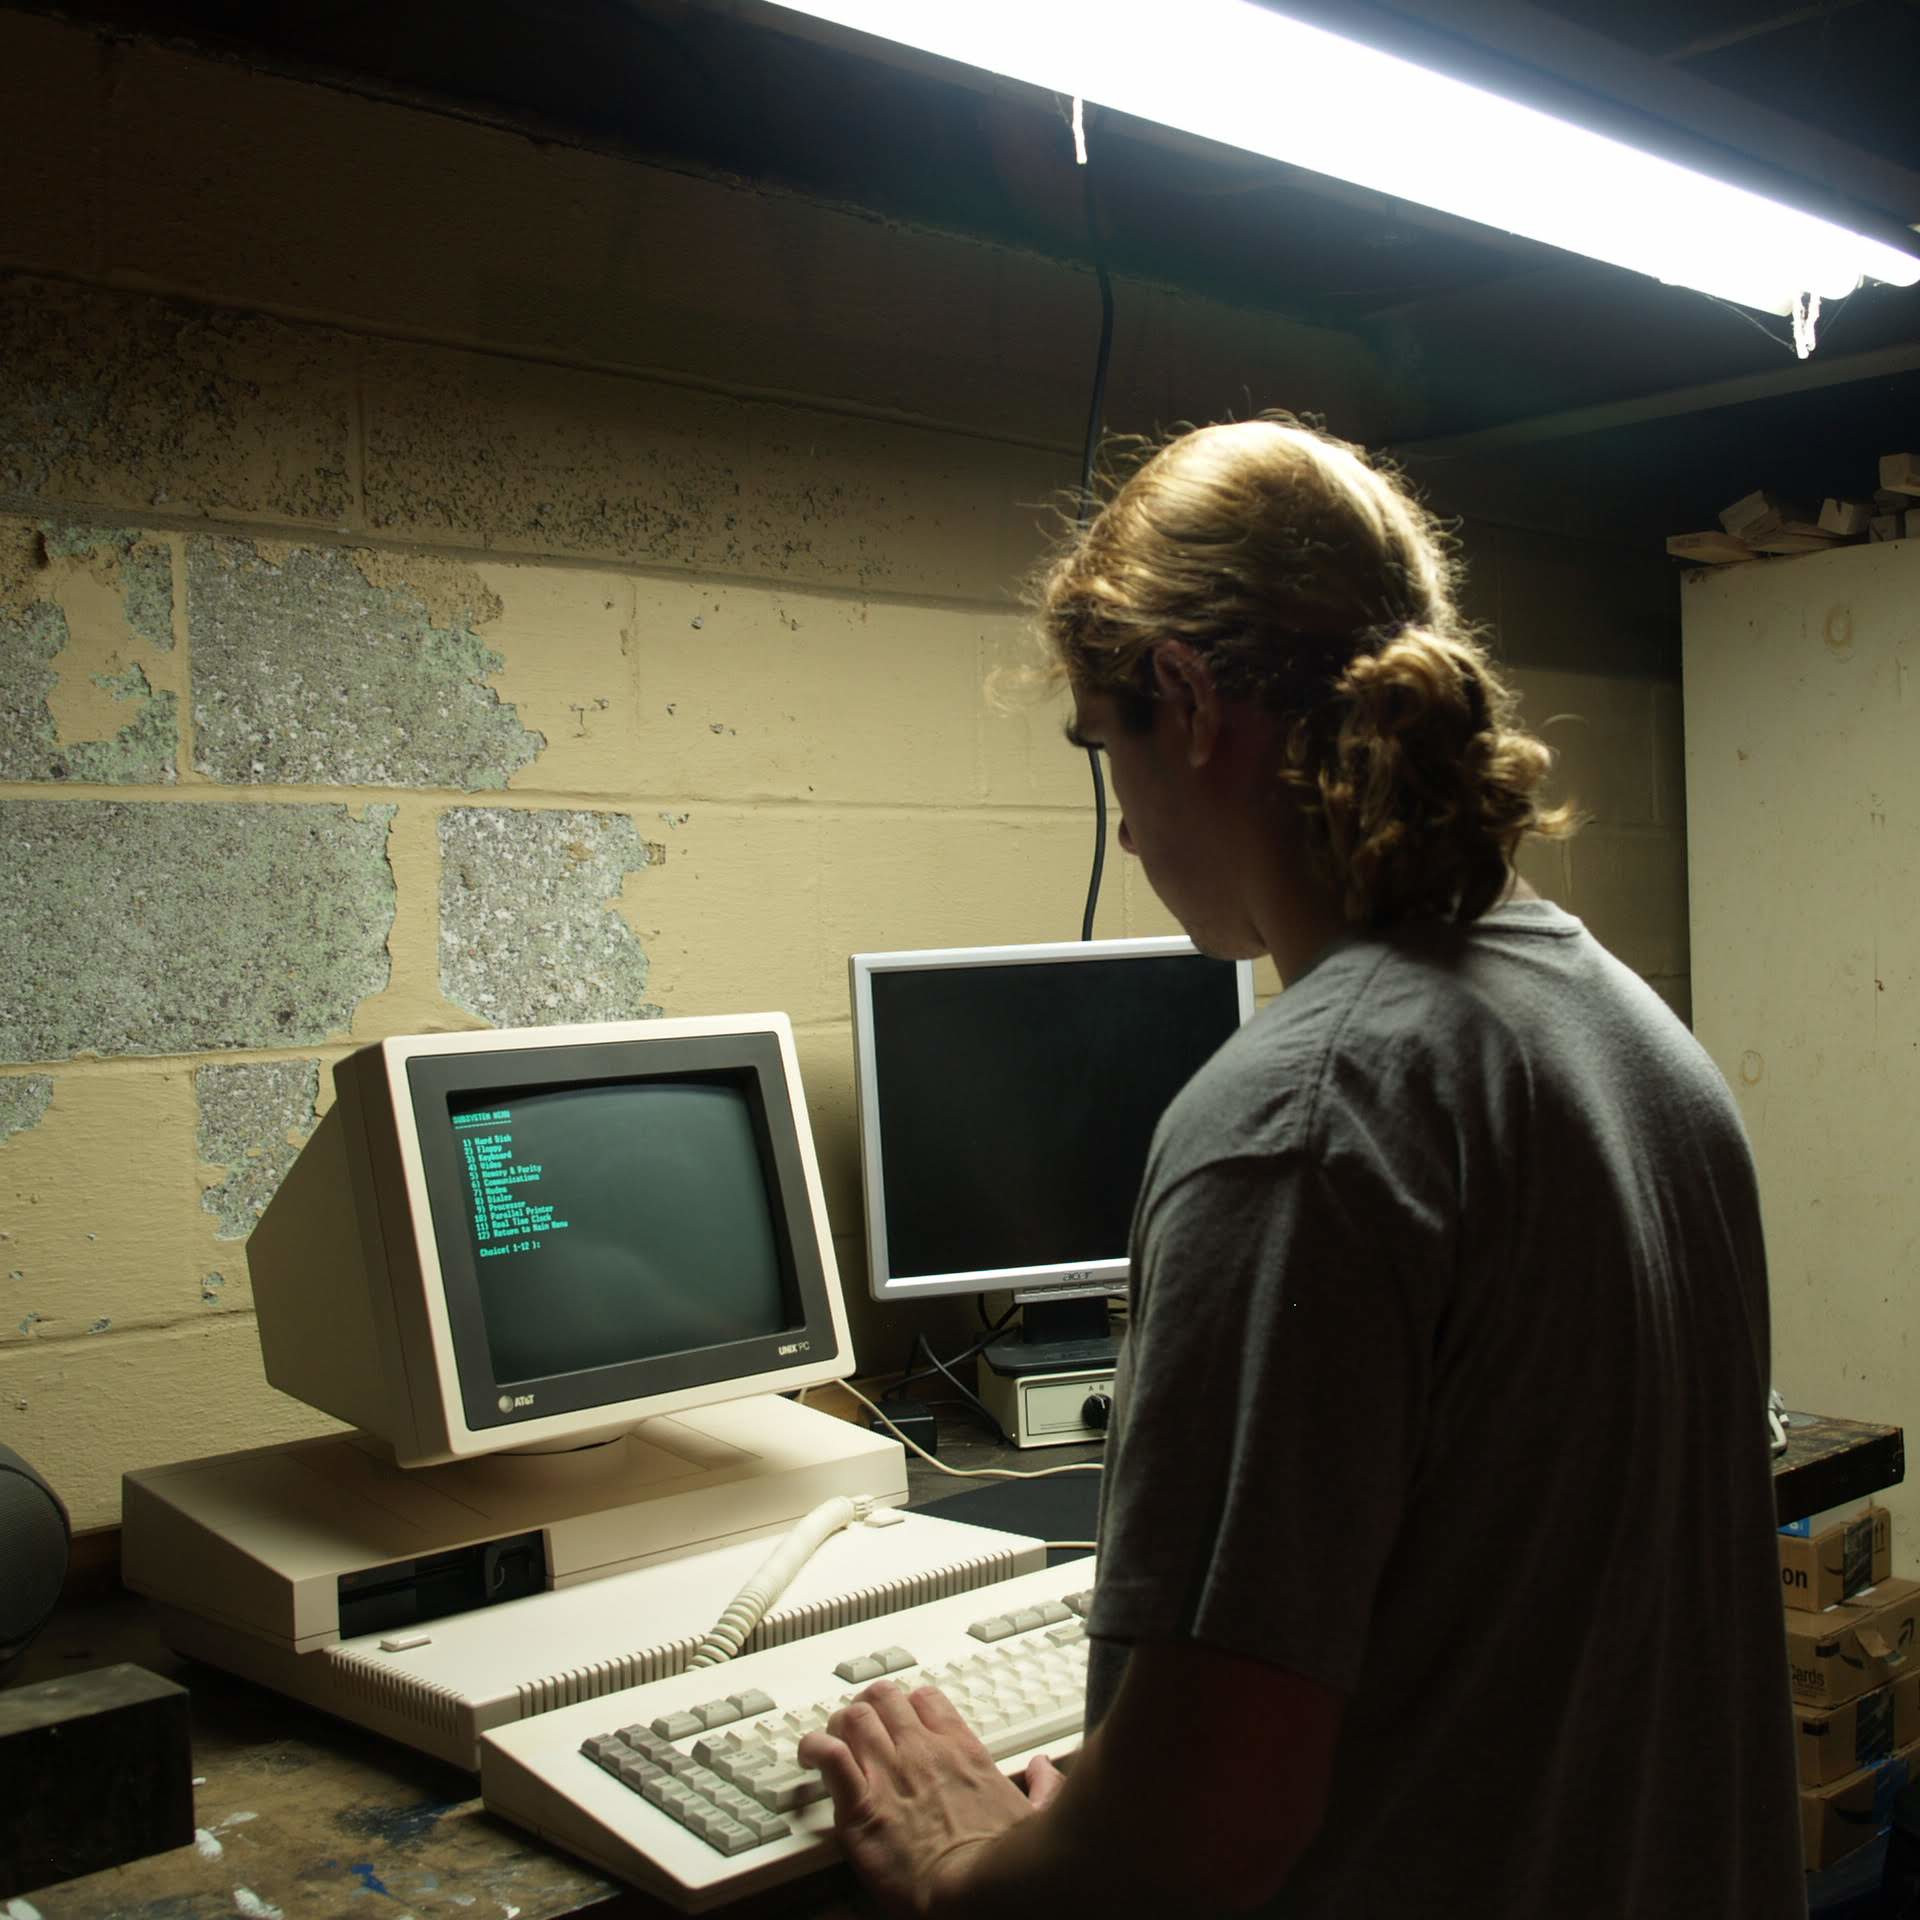 SUBSYSTEM MENU
1) Hard Disk
2) Floppy
3) Keyboard
4) Video
5) Memory & Parity
6) Communications
7) Modem
8) Dialer
9) Processor
10) Parallel Printer
11) Real Time Clock
12) Return to Main Menu
Choice( 1-12 ):
UNIX PC
AT&T
acer
A B
on